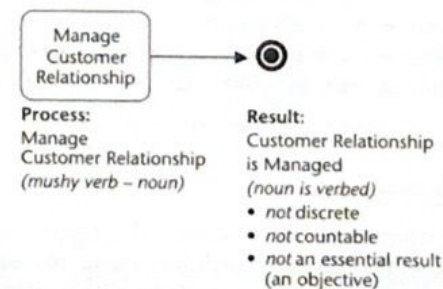 Manage
Customer
Relationship
Process:
Manage
Customer Relationship
(mushy verb – noun)
Result:
Customer Relationship
is Managed
(noun is verbed)
• not discrete
• not countable
• not an essential result
(an objective)